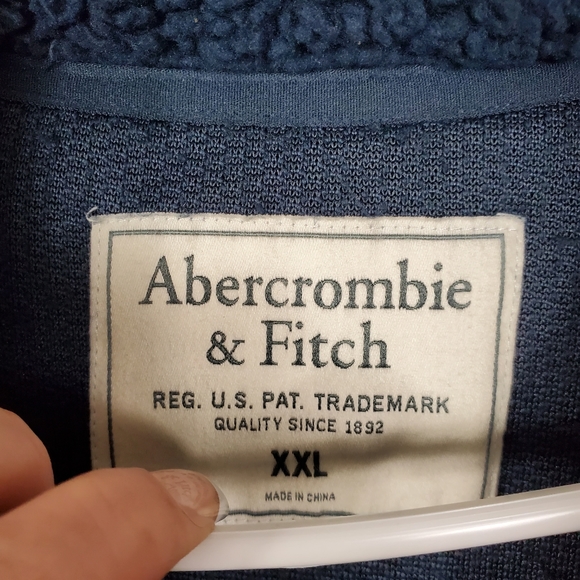 Abercrombie
& Fitch
REG. U.S. PAT. TRADEMARK
QUALITY SINCE 1892
XXL
MADE IN CHINA